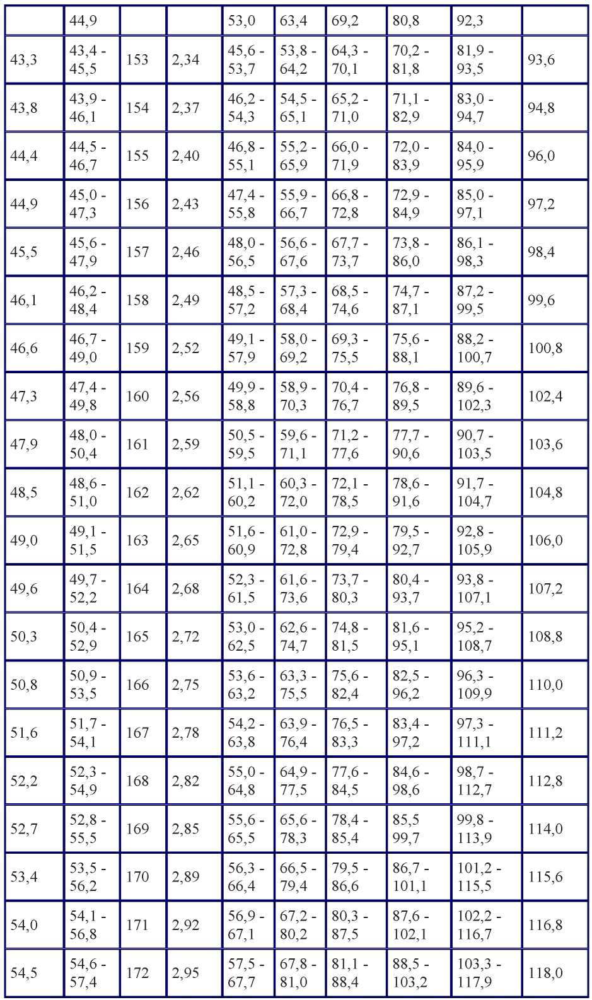 44,9 53,0 63,4 69,2 80,8 92,3
43,3 43,4 - 153 2,34 45,6 - 53,8 - 64,3 - 70,2 - 81,9 - 93,6
45,5 53,7 64,2 70,1 81,8 93,5
43,8 43,9 - 154 2,37 46,2 - 54,5 - 65,2 - 71,1 - 83,0 - 94,8
46,1 54,3 65,1 71,0 82,9 94,7
44,4 44,5 - 155 2,40 46,8 - 55,2 - 66,0 - 72,0 - 84,0 - 96,0
46,7 55,1 65,9 71,9 83,9 95,9
44,9 45,0 - 156 2,43 47,4 - 55,9 - 66,8 - 72,9 - 85,0 - 97,2
47,3 55,8 66,7 72,8 84,9 97,1
45,5 45,6 - 157 2,46 48,0 - 56,6 - 67,7 - 73,8 - 86,1 - 98,4
47,9 56,5 67,6 73,7 86,0 98,3
46,1 46,2 - 158 2,49 48,5 - 57,3 - 68,5 - 74,7 - 87,2 - 99,6
48,4 57,2 68,4 74,6 87,1 99,5
46,6 46,7 - 159 2,52 49,1 - 58,0 - 69,3 - 75,6 - 88,2 - 100,8
49,0 57,9 69,2 75,5 88,1 100,7
47,3 47,4 - 160 2,56 49,9 - 58,9 - 70,4 - 76,8 - 89,6 - 102,4
49,8 58,8 70,3 76,7 89,5 102,3
47,9 48,0 - 161 2,59 50,5 - 59,6 - 71,2 - 77,7 - 90,7 - 103,6
50,4 59,5 71,1 77,6 90,6 103,5
48,5 48,6 - 162 2,62 51,1 - 60,3 - 72,1 - 78,6 - 91,7 - 104,8
51,0 60,2 72,0 78,5 91,6 104,7
49,0 49,1 - 163 2,65 51,6 - 61,0 - 72,9 - 79,5 - 92,8 - 106,0
51,5 60,9 72,8 79,4 92,7 105,9
49,6 49,7 - 164 2,68 52,3 - 61,6 - 73,7 - 80,4 - 93,8 - 107,2
52,2 61,5 73,6 80,3 93,7 107,1
50,3 50,4 - 165 2,72 53,0 - 62,6 - 74,8 - 81,6 - 95,2 - 108,8
52,9 62,5 74,7 81,5 95,1 108,7
50,8 50,9 - 166 2,75 53,6 - 63,3 - 75,6 - 82,5 - 96,3 - 110,0
53,5 63,2 75,5 82,4 96,2 109,9
51,6 51,7 - 167 2,78 54,2 - 63,9 - 76,5 - 83,4 - 97,3 - 111,2
54,1 63,8 76,4 83,3 97,2 111,1
52,2 52,3 - 168 2,82 55,0 - 64,9 - 77,6 - 84,6 - 98,7 - 112,8
54,9 64,8 77,5 84,5 98,6 112,7
52,7 52,8 - 169 2,85 55,6 - 65,6 - 78,4 - 85,5 99,8 - 114,0
55,5 65,5 78,3 85,4 99,7 113,9
53,4 53,5 - 170 2,89 56,3 - 66,5 - 79,5 - 86,7 - 101,2 - 115,6
56,2 66,4 79,4 86,6 101,1 115,5
54,0 54,1 - 171 2,92 56,9 - 67,2 - 80,3 - 87,6 - 102,2 - 116,8
56,8 67,1 80,2 87,5 102,1 116,7
54,5 54,6 - 172 2,95 57,5 - 67,8 - 81,1 - 88,5 - 103,3 - 118,0
57,4 67,7 81,0 88,4 103,2 117,9